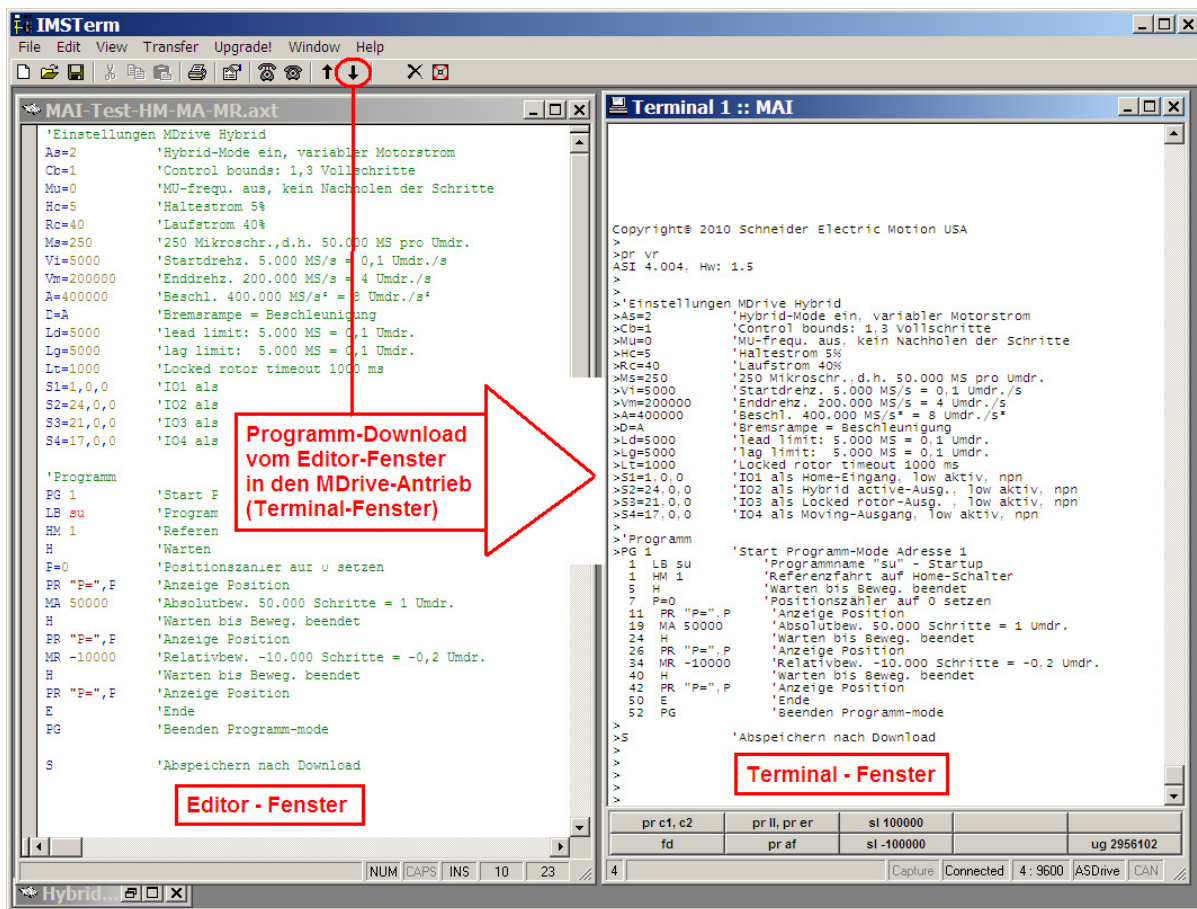 IMSTerm
File Edit View Transfer Upgrade! Window Help
MAI-Test-HM-MA-MR.axt
'Einstellungen MDrive Hybrid
As=2 'Hybrid-Mode ein, variabler Motorstrom
Cb=1 'Control bounds: 1,3 Vollschritte
Mu=0 'MU-frequ. aus, kein Nachholen der Schritte
Hc=5 'Haltestrom 5%
Rc=40 'Laufstrom 40%
Ms=250 '250 Mikroschr.,d.h. 50.000 MS pro Umdr.
Vi=5000 'Startdrehz. 5.000 MS/s = 0,1 Umdr./s
Vm=200000 'Enddrehz. 200.000 MS/s = 4 Umdr./s
A=400000 'Beschl. 400.000 MS/s² = 8 Umdr./s²
D=A 'Bremsrampe = Beschleunigung
Ld=5000 'lead limit: 5.000 MS = 0,1 Umdr.
Lg=5000 'lag limit: 5.000 MS = 0,1 Umdr.
Lt=1000 'Locked rotor timeout 1000 ms
S1=1,0,0 'IO1 als
S2=24,0,0 'IO2 als
S3=21,0,0 'IO3 als
S4=17,0,0 'IO4 als
'Programm
PG 1 'Start P
LB su 'Program
HM 1 'Referen
H 'Warten
P=0 'Positionszähler auf 0 setzen
PR "P=",P 'Anzeige Position
MA 50000 'Absolutbew. 50.000 Schritte = 1 Umdr.
H 'Warten bis Beweg. beendet
PR "P=",P 'Anzeige Position
MR -10000 'Relativbew. -10.000 Schritte = -0,2 Umdr.
H 'Warten bis Beweg. beendet
PR "P=",P 'Anzeige Position
E 'Ende
PG 'Beenden Programm-mode
S 'Abspeichern nach Download
Editor - Fenster
NUM CAPS INS 10 23
Hybrid...
Programm-Download
vom Editor-Fenster
in den MDrive-Antrieb
(Terminal-Fenster)
Terminal 1 :: MAI
Copyright® 2010 Schneider Electric Motion USA
>
>pr vr
ASI 4.004, Hw: 1.5
>
>
>'Einstellungen MDrive Hybrid
>As=2 'Hybrid-Mode ein, variabler Motorstrom
>Cb=1 'Control bounds: 1,3 Vollschritte
>Mu=0 'MU-frequ. aus, kein Nachholen der Schritte
>Hc=5 'Haltestrom 5%
>Rc=40 'Laufstrom 40%
>Ms=250 '250 Mikroschr.,d.h. 50.000 MS pro Umdr.
>Vi=5000 'Startdrehz. 5.000 MS/s = 0,1 Umdr./s
>Vm=200000 'Enddrehz. 200.000 MS/s = 4 Umdr./s
>A=400000 'Beschl. 400.000 MS/s² = 8 Umdr./s²
>D=A 'Bremsrampe = Beschleunigung
>Ld=5000 'lead limit: 5.000 MS = 0,1 Umdr.
>Lg=5000 'lag limit: 5.000 MS = 0,1 Umdr.
>Lt=1000 'Locked rotor timeout 1000 ms
>S1=1,0,0 'IO1 als Home-Eingang, low aktiv, npn
>S2=24,0,0 'IO2 als Hybrid active-Ausg., low aktiv, npn
>S3=21,0,0 'IO3 als Locked rotor-Ausg. , low aktiv, npn
>S4=17,0,0 'IO4 als Moving-Ausgang, low aktiv, npn
>
>'Programm
>PG 1 'Start Programm-Mode Adresse 1
1 LB su 'Programmname "su" - Startup
1 HM 1 'Referenzfahrt auf Home-Schalter
5 H 'Warten bis Beweg. beendet
7 P=0 'Positionszähler auf 0 setzen
11 PR "P=",P 'Anzeige Position
19 MA 50000 'Absolutbew. 50.000 Schritte = 1 Umdr.
24 H 'Warten bis Beweg. beendet
26 PR "P=",P 'Anzeige Position
34 MR -10000 'Relativbew. -10.000 Schritte = -0,2 Umdr.
40 H 'Warten bis Beweg. beendet
42 PR "P=",P 'Anzeige Position
50 E 'Ende
52 PG 'Beenden Programm-mode
>
>S 'Abspeichern nach Download
>
>
>
>
>
Terminal - Fenster
pr c1, c2 pr ll, pr er sl 100000
fd pr af sl -100000 ug 2956102
4 Capture Connected 4 : 9600 ASDrive CAN